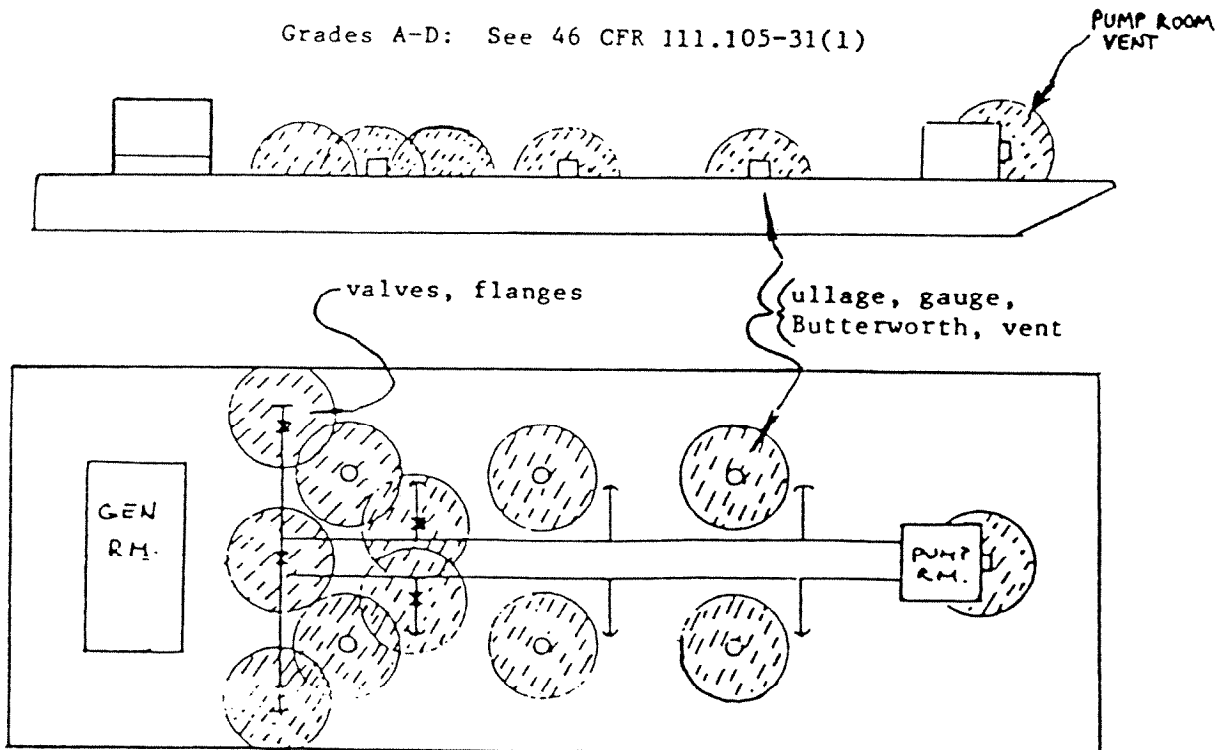 Grades A-D: See 46 CFR 111.105-31(1)
PUMP ROOM
VENT
valves, flanges
ullage, gauge,
Butterworth, vent
GEN
RM.
PUMP
RM.